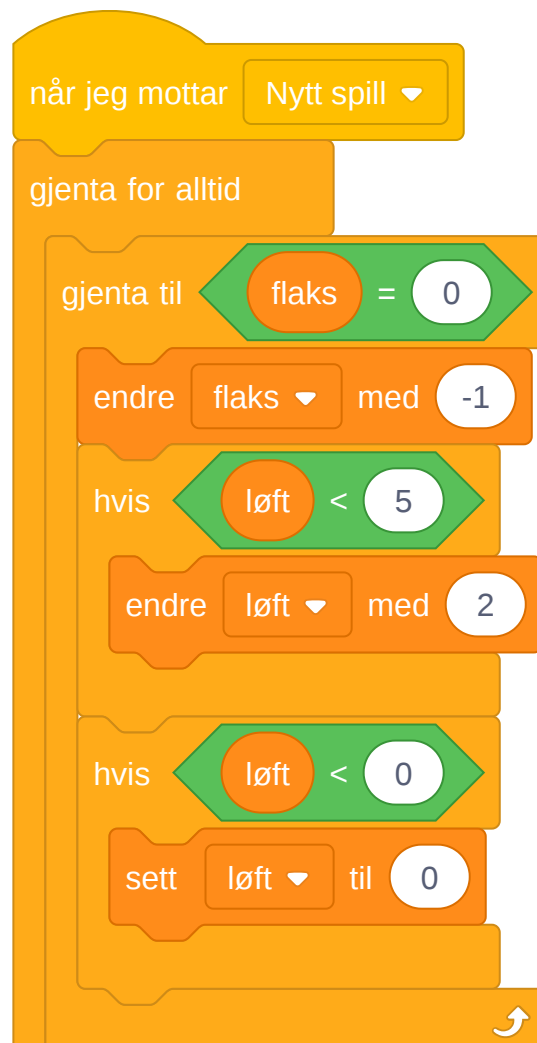 når jeg mottar Nytt spill
gjenta for alltid
gjenta til flaks = 0
endre flaks med -1
hvis løft < 5
endre løft med 2
hvis løft < 0
sett løft til 0